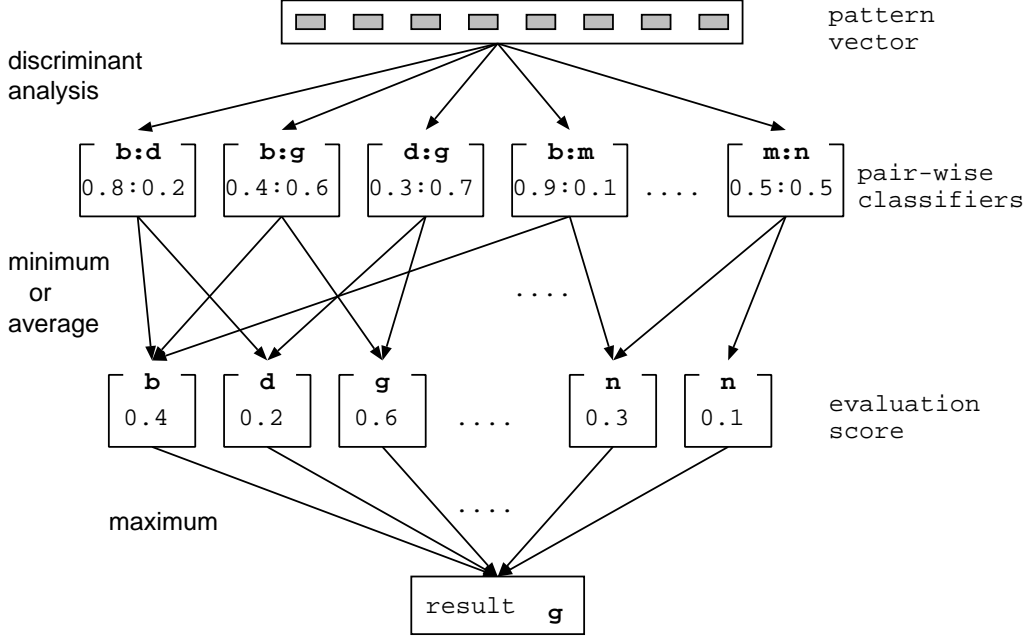 pattern
vector
discriminant
analysis
b:d b:g d:g b:m m:n
0.8:0.2 0.4:0.6 0.3:0.7 0.9:0.1 .... 0.5:0.5
pair-wise
classifiers
minimum
or
average
....
b d g n n
0.4 0.2 0.6 .... 0.3 0.1
evaluation
score
....
maximum
result g